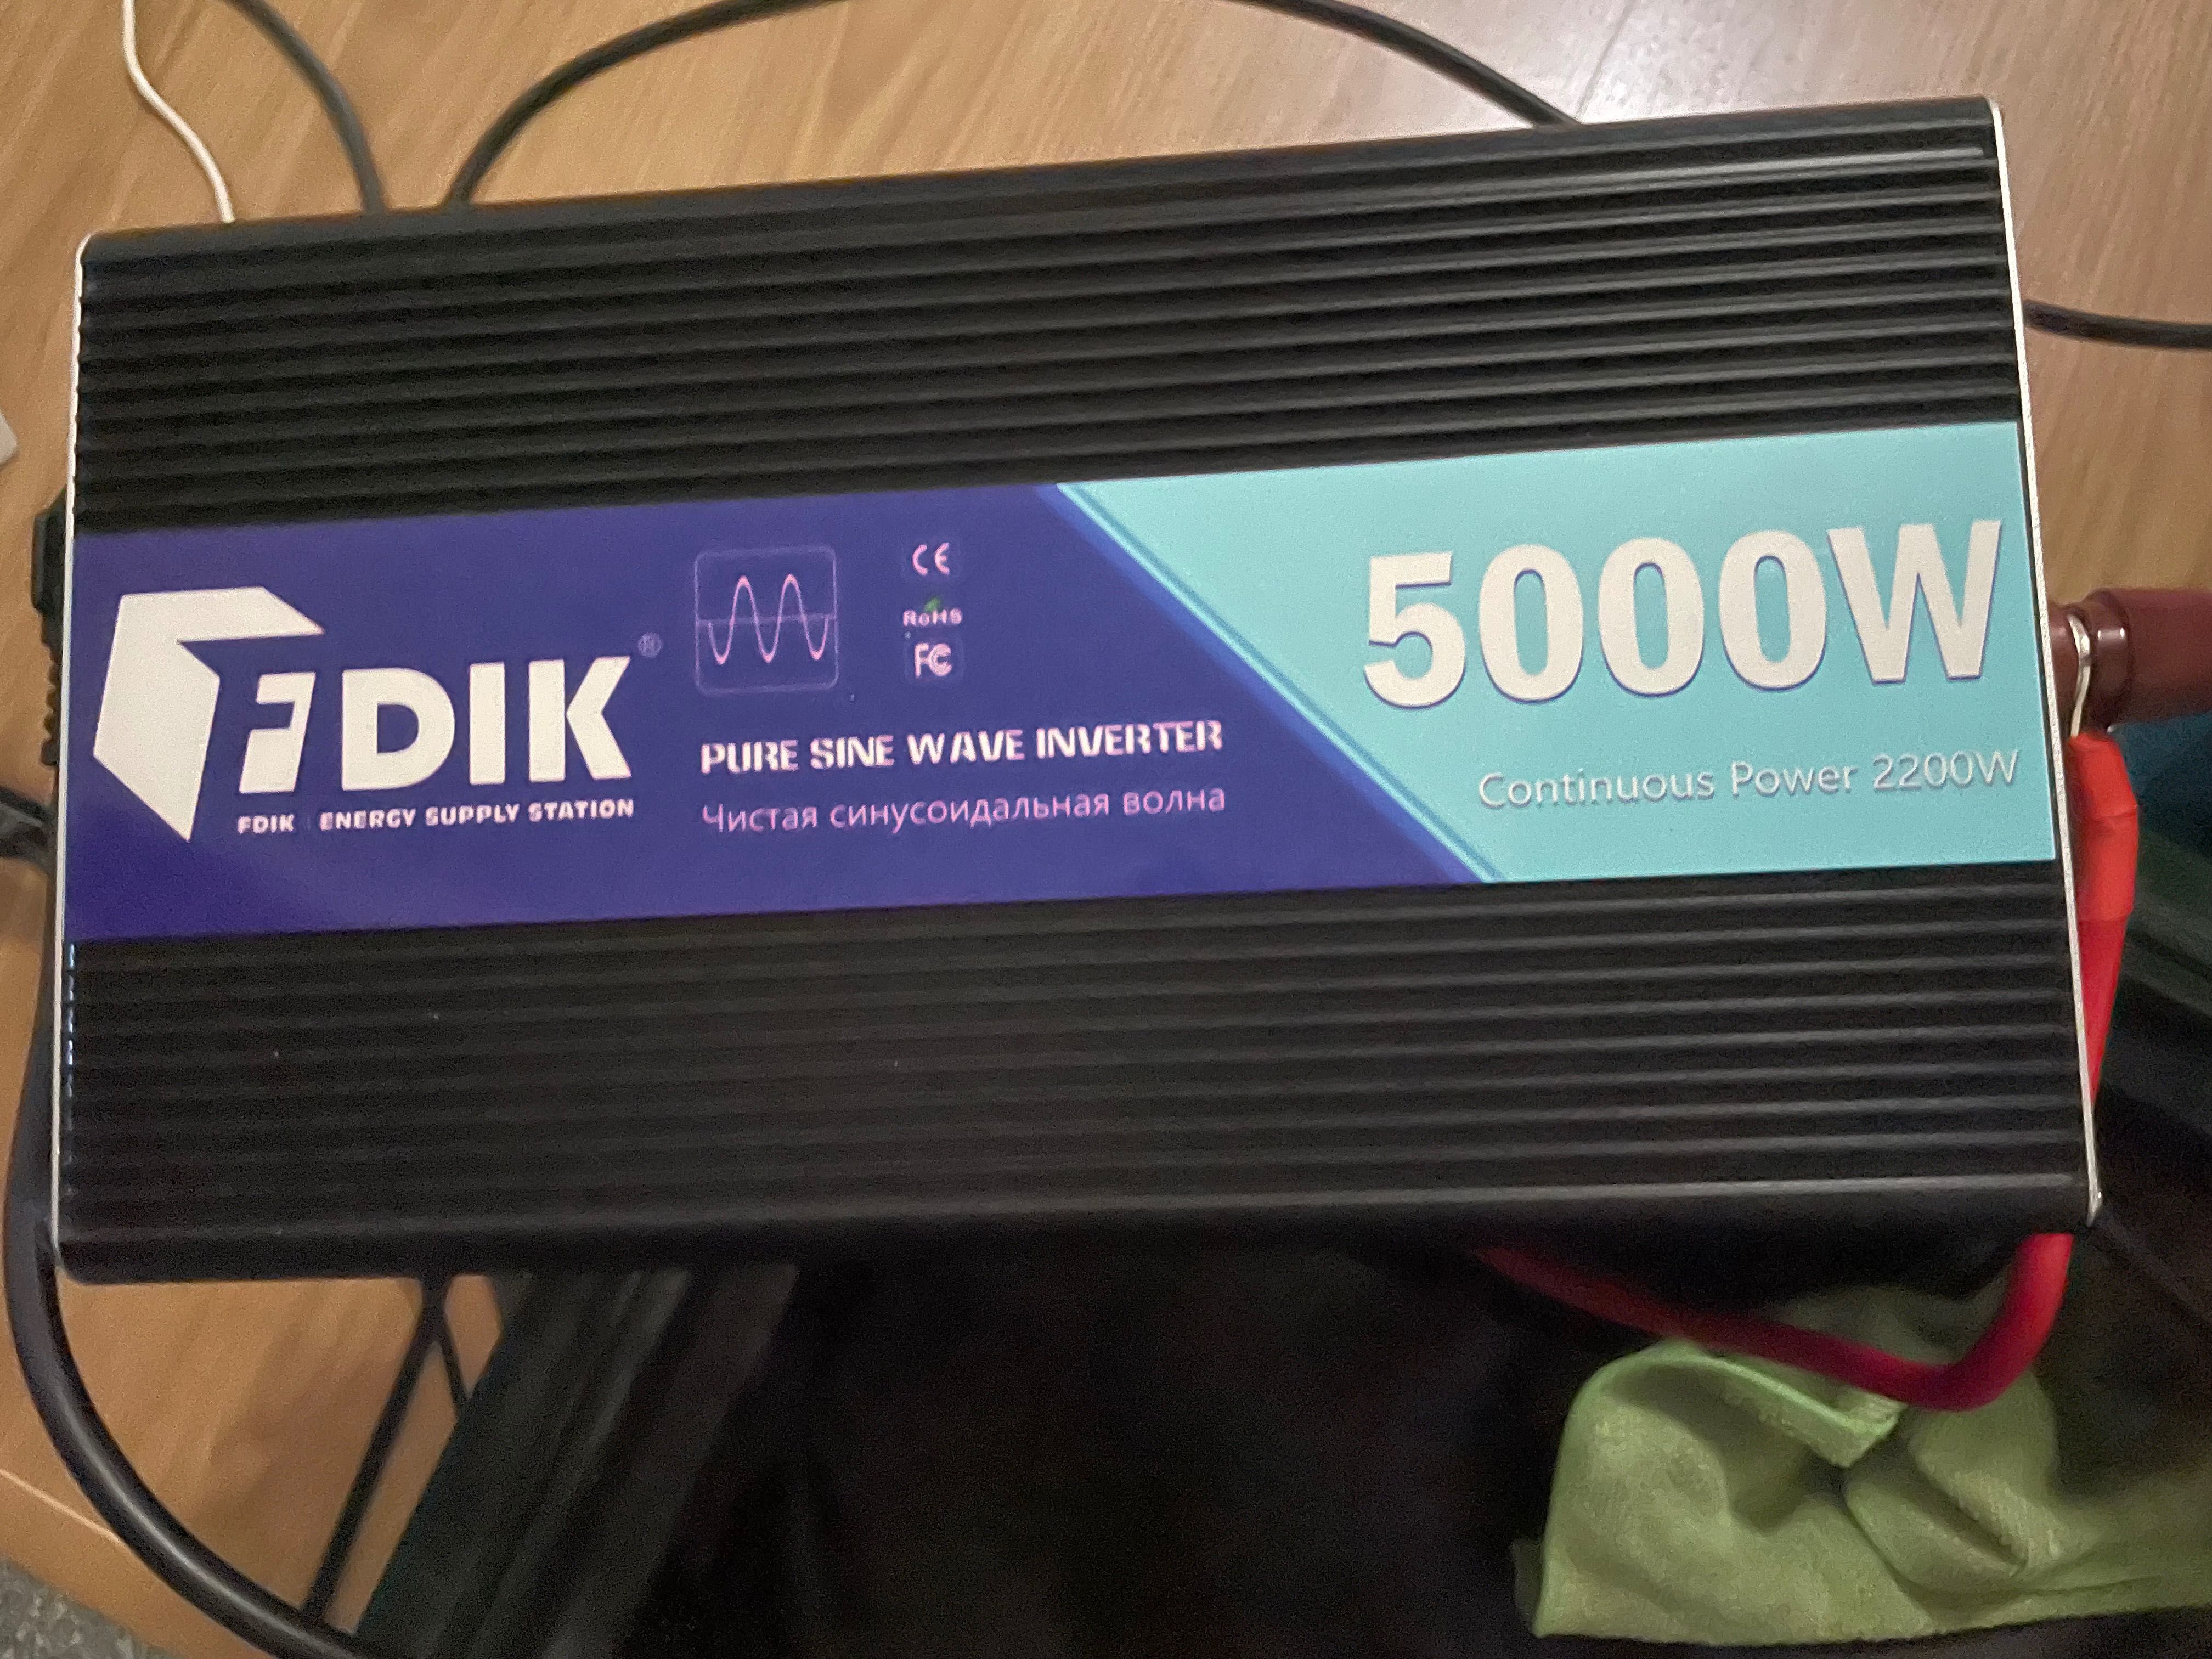 FDIK®
FDIK ENERGY SUPPLY STATION
CE
RoHS
FC
PURE SINE WAVE INVERTER
Чистая синусоидальная волна
5000W
Continuous Power 2200W